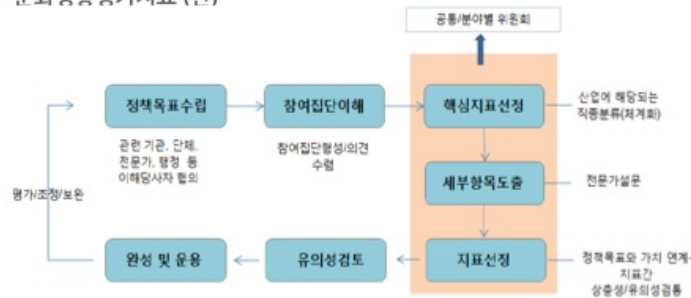 공통/분야별 위원회
정책목표수립
참여집단이해
핵심지표선정
산업에 해당되는
직종분류(체계화)
관련 기관, 단체,
전문가, 행정 등
이해당사자 협의
참여집단형성/의견
수렴
세부항목도출
전문가설문
평가/조정/보완
완성 및 운용
유의성검토
지표선정
정책목표와 가치 연계
지표간
상충성/유의성검통